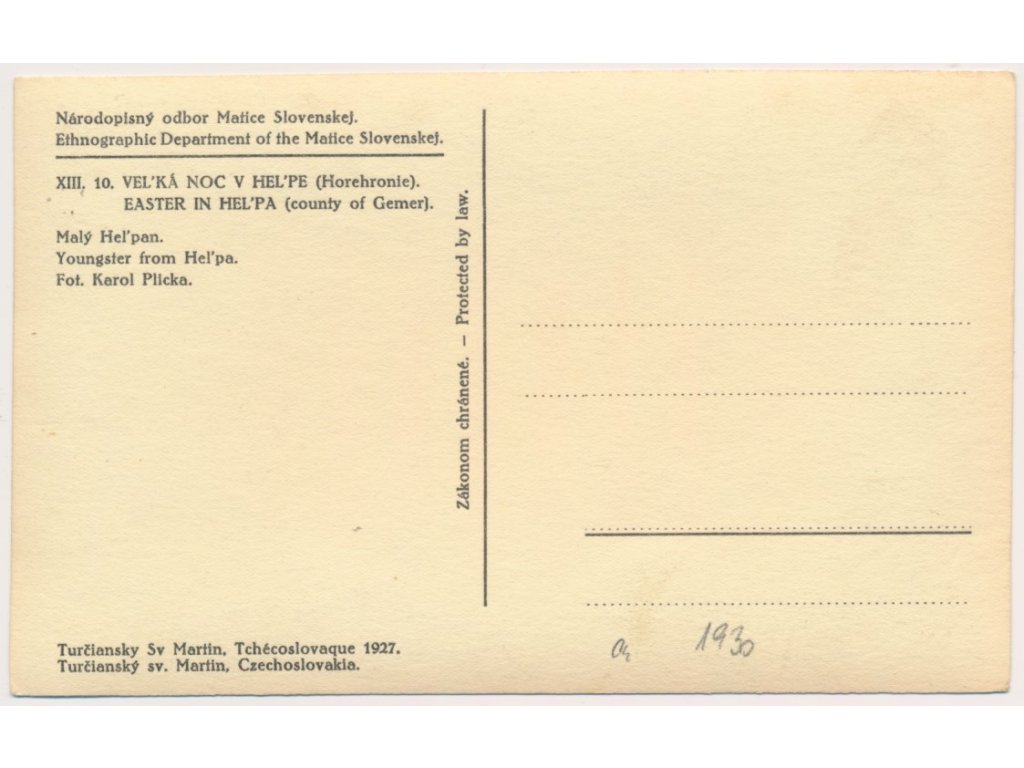 Národopisný odbor Matice Slovenskej.
Ethnographic Department of the Matice Slovenskej.
XIII. 10. VEĽKÁ NOC V HEĽPE (Horehronie).
EASTER IN HEĽPA (county of Gemer).
Malý Heľpan.
Youngster from Heľpa.
Fot. Karol Plicka.
Zákonom chránené. – Protected by law.
Turčiansky Sv Martin, Tchécoslovaque 1927.
Turčianský sv. Martin, Czechoslovakia.
1930